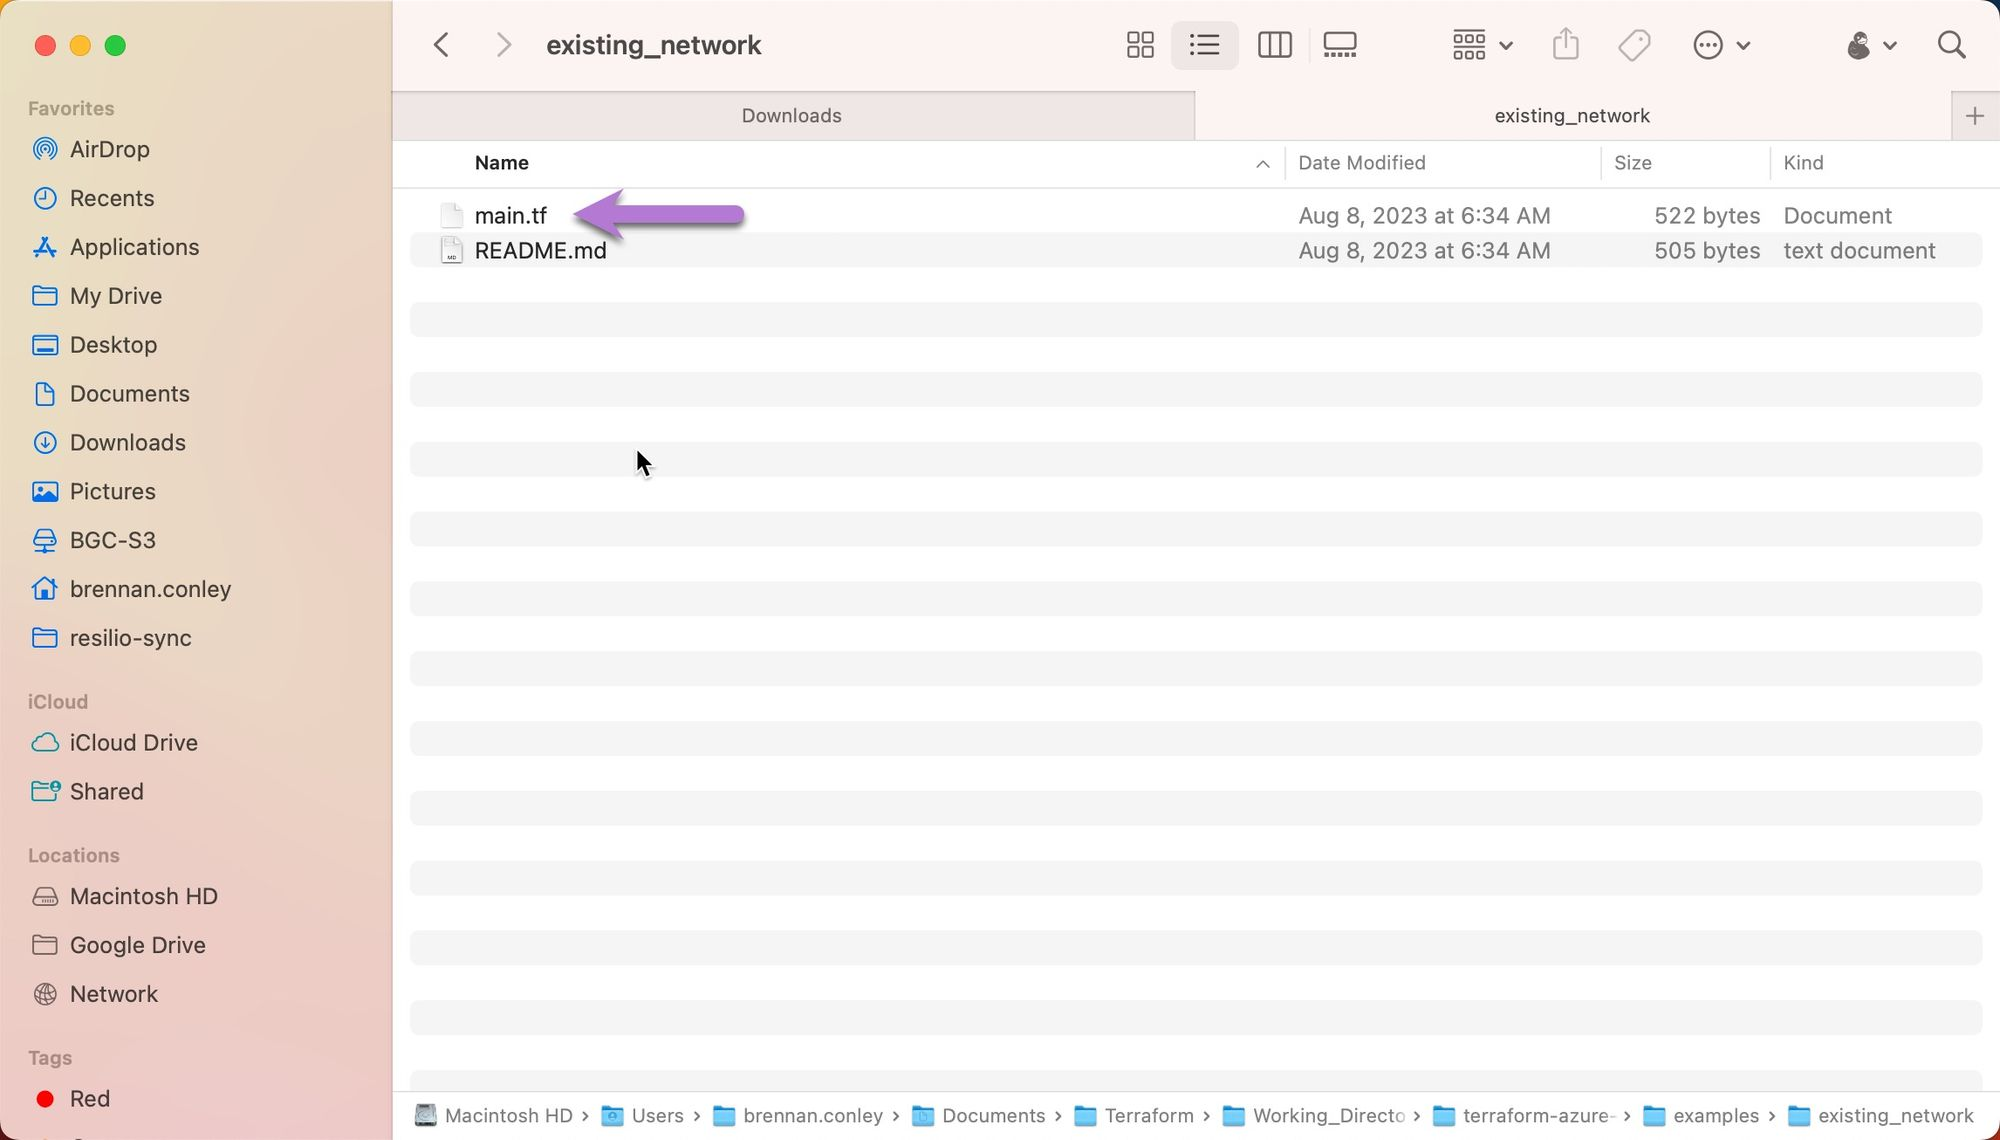 existing_network
Downloads
existing_network
Favorites
AirDrop
Recents
Applications
My Drive
Desktop
Documents
Downloads
Pictures
BGC-S3
brennan.conley
resilio-sync
iCloud
iCloud Drive
Shared
Locations
Macintosh HD
Google Drive
Network
Tags
Red
Name Date Modified Size Kind
main.tf Aug 8, 2023 at 6:34 AM 522 bytes Document
MD README.md Aug 8, 2023 at 6:34 AM 505 bytes text document
Macintosh HD › Users › brennan.conley › Documents › Terraform › Working_Directo › terraform-azure- › examples › existing_network